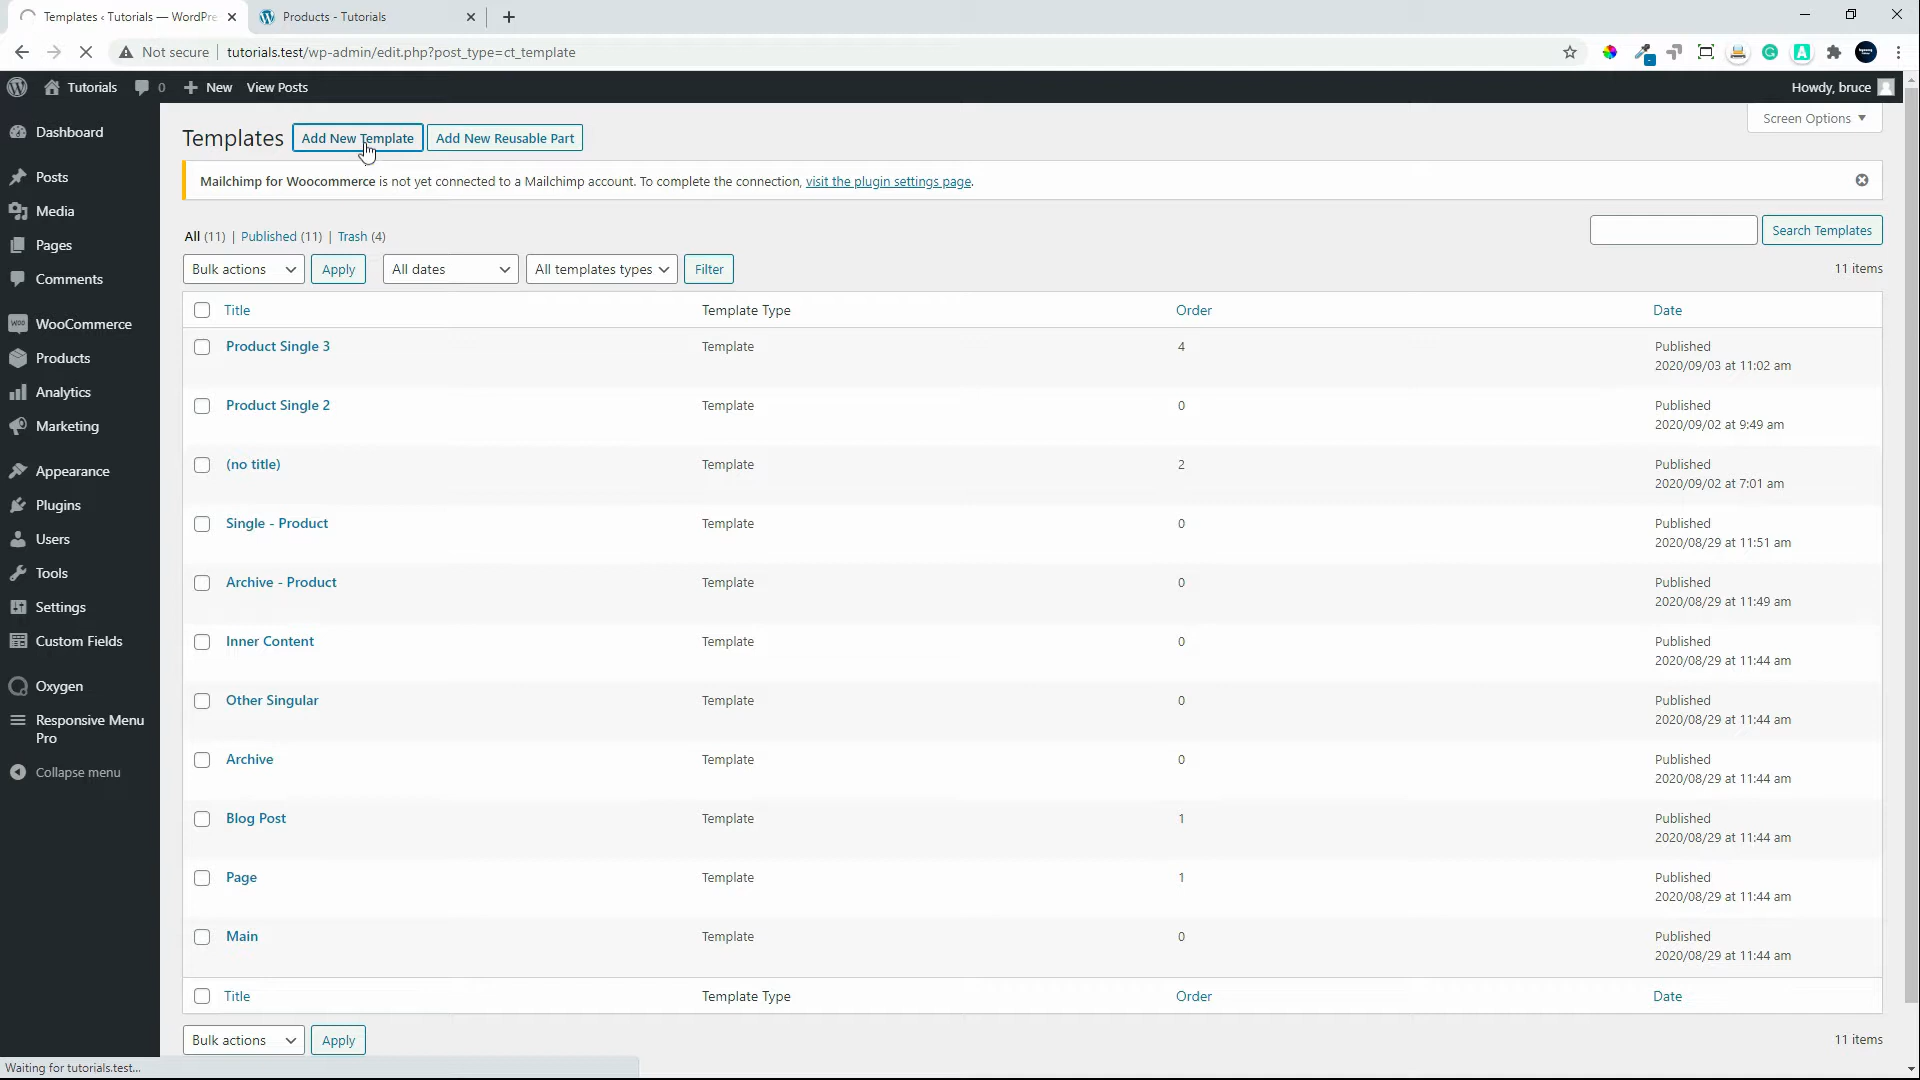 Templates ‹ Tutorials — WordPre
Products - Tutorials
Not secure
tutorials.test/wp-admin/edit.php?post_type=ct_template
Tutorials
0
New
View Posts
Howdy, bruce
Dashboard
Posts
Media
Pages
Comments
WooCommerce
Products
Analytics
Marketing
Appearance
Plugins
Users
Tools
Settings
Custom Fields
Oxygen
Responsive Menu
Pro
Collapse menu
Screen Options
Templates
Add New Template
Add New Reusable Part
Mailchimp for Woocommerce is not yet connected to a Mailchimp account. To complete the connection, visit the plugin settings page.
All (11) | Published (11) | Trash (4)
Search Templates
Bulk actions
Apply
All dates
All templates types
Filter
11 items
Title
Template Type
Order
Date
Product Single 3
Template
4
Published
2020/09/03 at 11:02 am
Product Single 2
Template
0
Published
2020/09/02 at 9:49 am
(no title)
Template
2
Published
2020/09/02 at 7:01 am
Single - Product
Template
0
Published
2020/08/29 at 11:51 am
Archive - Product
Template
0
Published
2020/08/29 at 11:49 am
Inner Content
Template
0
Published
2020/08/29 at 11:44 am
Other Singular
Template
0
Published
2020/08/29 at 11:44 am
Archive
Template
0
Published
2020/08/29 at 11:44 am
Blog Post
Template
1
Published
2020/08/29 at 11:44 am
Page
Template
1
Published
2020/08/29 at 11:44 am
Main
Template
0
Published
2020/08/29 at 11:44 am
Title
Template Type
Order
Date
Bulk actions
Apply
11 items
Waiting for tutorials.test...